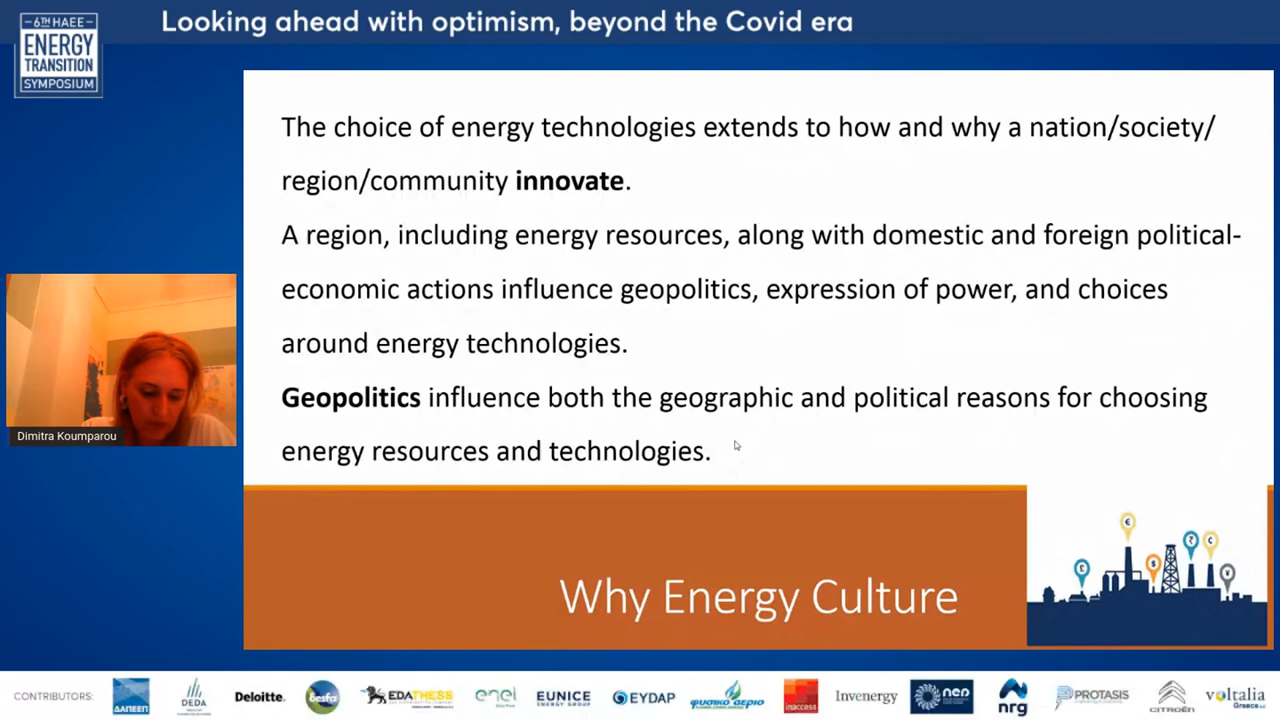 6TH HAEE
ENERGY
TRANSITION
SYMPOSIUM
Looking ahead with optimism, beyond the Covid era
The choice of energy technologies extends to how and why a nation/society/
region/community innovate.
A region, including energy resources, along with domestic and foreign political-
economic actions influence geopolitics, expression of power, and choices
around energy technologies.
Geopolitics influence both the geographic and political reasons for choosing
energy resources and technologies.
Dimitra Koumparou
Why Energy Culture
£ € $ ₹ ¢ ¥
CONTRIBUTORS:
ΔΑΠΕΕΠ
DEDA
Deloitte.
besfa
EDATHESS
enel
EUNICE
ENERGY GROUP
EYDAP
φυσικό αέριο
inaccess
Invenergy
nep
nrg
PROTASIS
CITROËN
voltalia
Greece